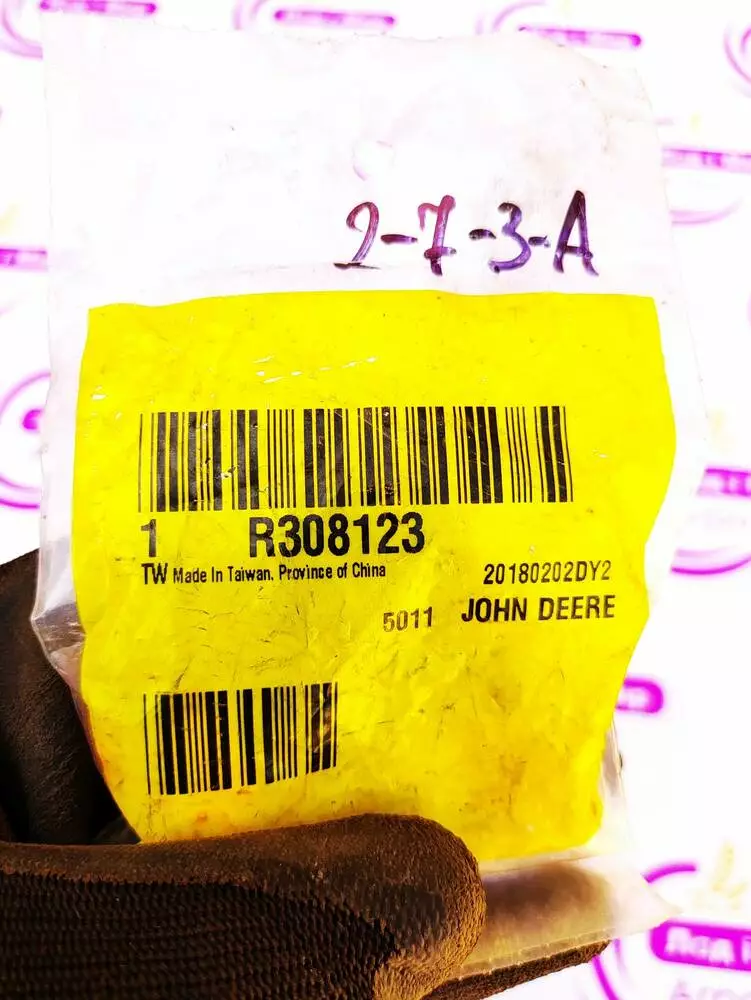 2-7-3-A
1 R308123
TW Made In Taiwan, Province of China
20180202DY2
5011 JOHN DEERE